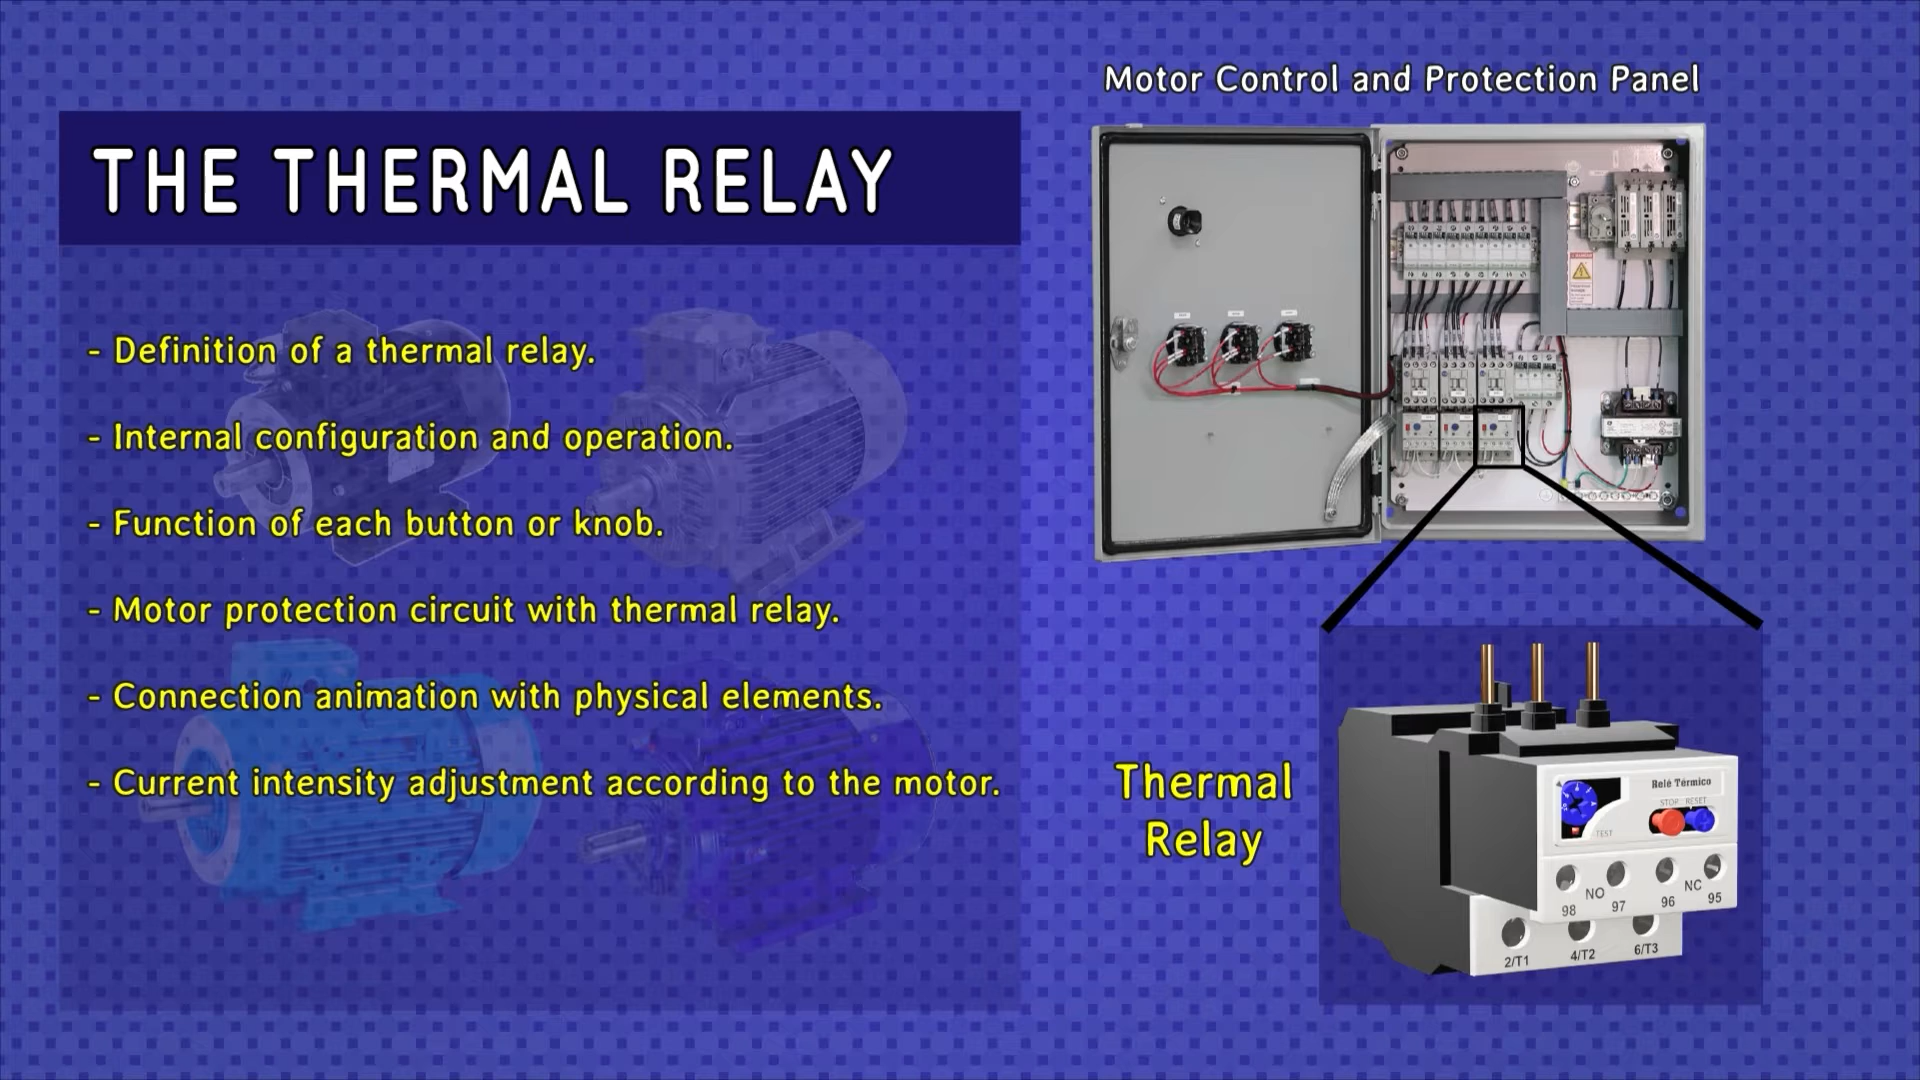 Motor Control and Protection Panel
THE THERMAL RELAY
- Definition of a thermal relay.
- Internal configuration and operation.
- Function of each button or knob.
- Motor protection circuit with thermal relay.
- Connection animation with physical elements.
- Current intensity adjustment according to the motor.
Thermal
Relay
Relé Térmico
STOP RESET
TEST
98 NO 97 96 NC 95
2/T1 4/T2 6/T3